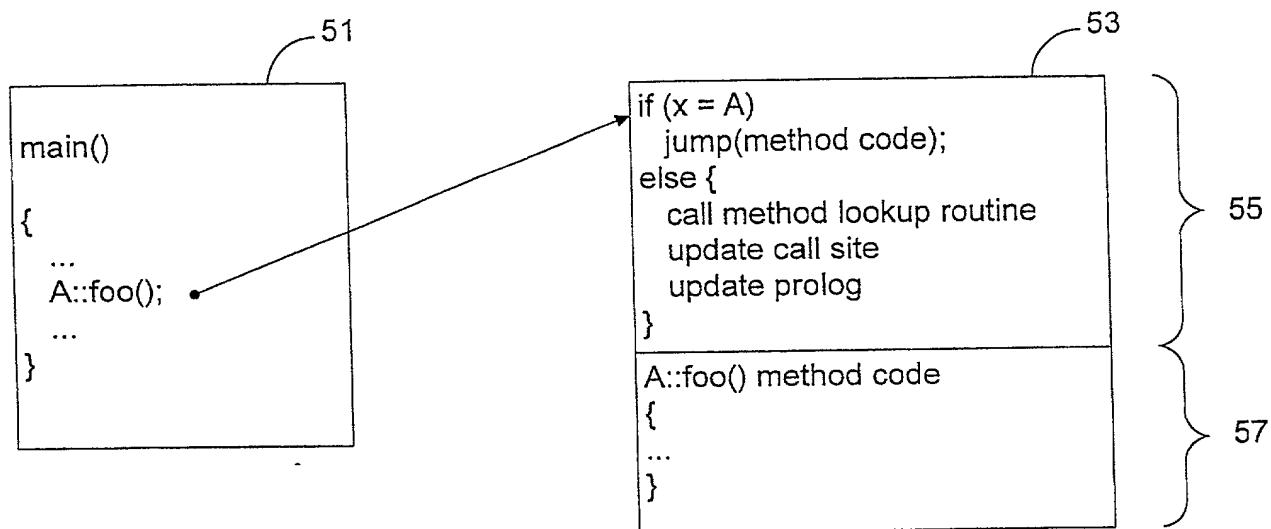 51
main()
{
...
A::foo();
...
}
53
if (x = A)
jump(method code);
else {
call method lookup routine
update call site
update prolog
}
55
A::foo() method code
{
...
}
57